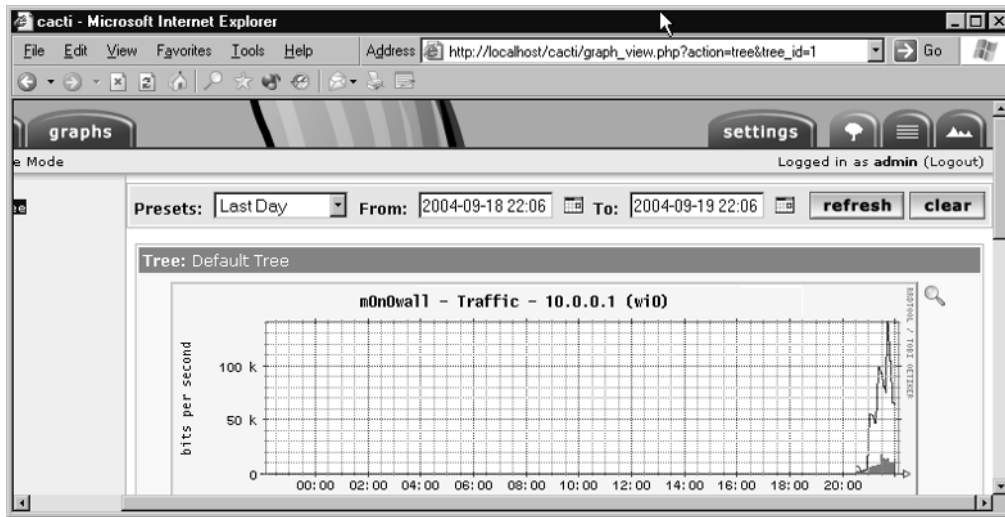 cacti - Microsoft Internet Explorer
File Edit View Favorites Tools Help Address http://localhost/cacti/graph_view.php?action=tree&tree_id=1 Go
graphs settings
e Mode Logged in as admin (Logout)
ee Presets: Last Day From: 2004-09-18 22:06 To: 2004-09-19 22:06 refresh clear
Tree: Default Tree
m0n0wall - Traffic - 10.0.0.1 (wi0)
RRDTOOL / TOBI OETIKER
bits per second
100 k
50 k
0
00:00 02:00 04:00 06:00 08:00 10:00 12:00 14:00 16:00 18:00 20:00